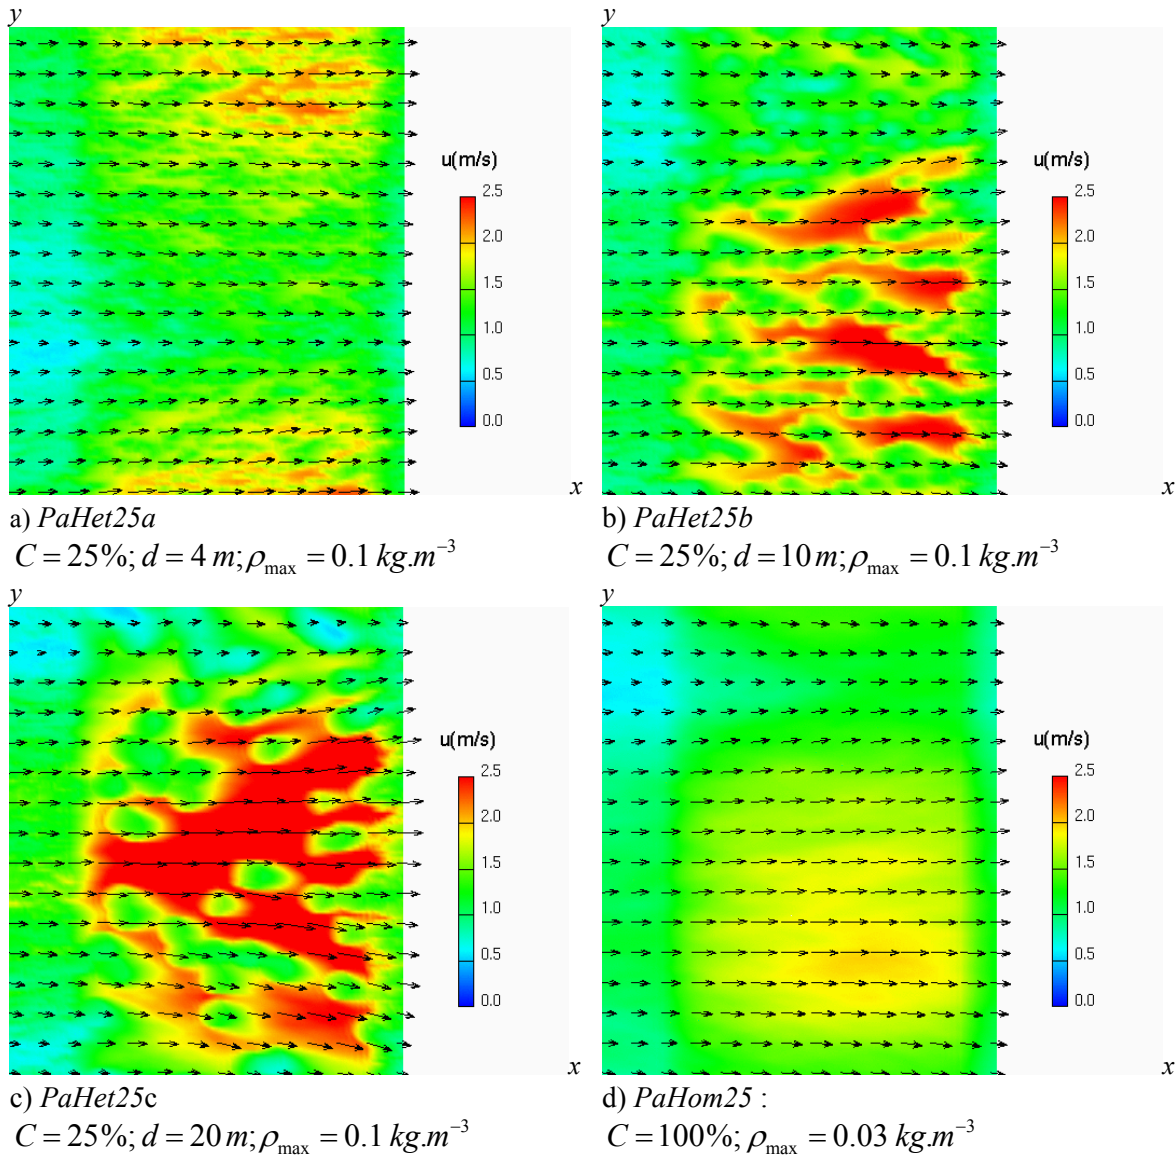 y
u(m/s)
2.5
2.0
1.5
1.0
0.5
0.0
x
a) PaHet25a
C = 25%; d = 4 m; ρmax = 0.1 kg.m⁻³
y
u(m/s)
2.5
2.0
1.5
1.0
0.5
0.0
x
b) PaHet25b
C = 25%; d = 10 m; ρmax = 0.1 kg.m⁻³
y
u(m/s)
2.5
2.0
1.5
1.0
0.5
0.0
x
c) PaHet25c
C = 25%; d = 20 m; ρmax = 0.1 kg.m⁻³
y
u(m/s)
2.5
2.0
1.5
1.0
0.5
0.0
x
d) PaHom25 :
C = 100%; ρmax = 0.03 kg.m⁻³